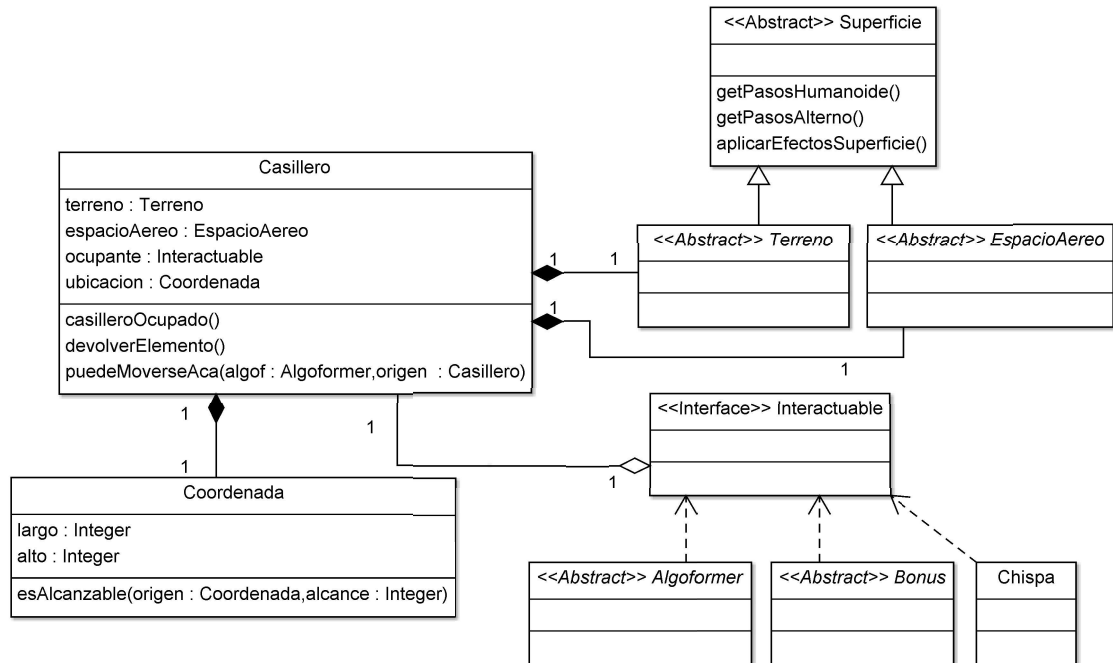 <<Abstract>> Superficie
getPasosHumanoide()
getPasosAlterno()
aplicarEfectosSuperficie()
Casillero
terreno : Terreno
espacioAereo : EspacioAereo
ocupante : Interactuable
ubicacion : Coordenada
casilleroOcupado()
devolverElemento()
puedeMoverseAca(algof : Algoformer,origen : Casillero)
<<Abstract>> Terreno
<<Abstract>> EspacioAereo
1
1
1
1
1
1
1
1
<<Interface>> Interactuable
Coordenada
largo : Integer
alto : Integer
esAlcanzable(origen : Coordenada,alcance : Integer)
<<Abstract>> Algoformer
<<Abstract>> Bonus
Chispa